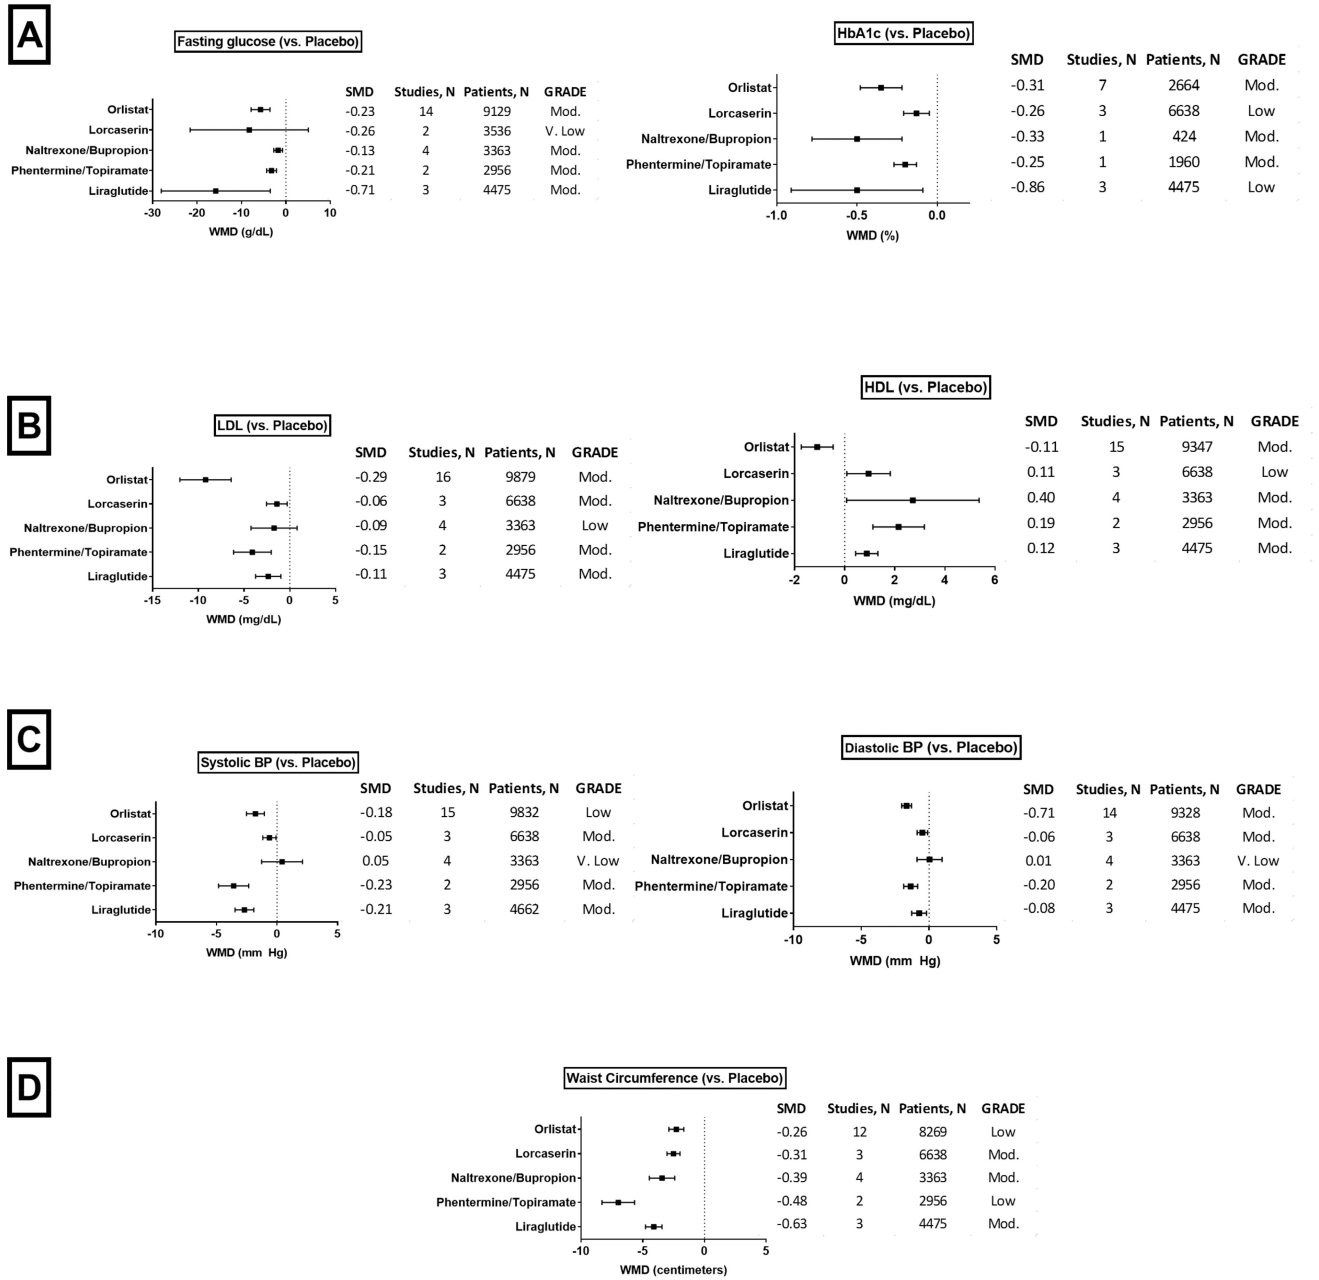 A
Fasting glucose (vs. Placebo)
SMD Studies, N Patients, N GRADE
Orlistat -0.23 14 9129 Mod.
Lorcaserin -0.26 2 3536 V. Low
Naltrexone/Bupropion -0.13 4 3363 Mod.
Phentermine/Topiramate -0.21 2 2956 Mod.
Liraglutide -0.71 3 4475 Mod.
-30 -20 -10 0 10
WMD (g/dL)
HbA1c (vs. Placebo)
SMD Studies, N Patients, N GRADE
Orlistat -0.31 7 2664 Mod.
Lorcaserin -0.26 3 6638 Low
Naltrexone/Bupropion -0.33 1 424 Mod.
Phentermine/Topiramate -0.25 1 1960 Mod.
Liraglutide -0.86 3 4475 Low
-1.0 -0.5 0.0
WMD (%)
B
LDL (vs. Placebo)
SMD Studies, N Patients, N GRADE
Orlistat -0.29 16 9879 Mod.
Lorcaserin -0.06 3 6638 Mod.
Naltrexone/Bupropion -0.09 4 3363 Low
Phentermine/Topiramate -0.15 2 2956 Mod.
Liraglutide -0.11 3 4475 Mod.
-15 -10 -5 0 5
WMD (mg/dL)
HDL (vs. Placebo)
SMD Studies, N Patients, N GRADE
Orlistat -0.11 15 9347 Mod.
Lorcaserin 0.11 3 6638 Low
Naltrexone/Bupropion 0.40 4 3363 Mod.
Phentermine/Topiramate 0.19 2 2956 Mod.
Liraglutide 0.12 3 4475 Mod.
-2 0 2 4 6
WMD (mg/dL)
C
Systolic BP (vs. Placebo)
SMD Studies, N Patients, N GRADE
Orlistat -0.18 15 9832 Low
Lorcaserin -0.05 3 6638 Mod.
Naltrexone/Bupropion 0.05 4 3363 V. Low
Phentermine/Topiramate -0.23 2 2956 Mod.
Liraglutide -0.21 3 4662 Mod.
-10 -5 0 5
WMD (mm Hg)
Diastolic BP (vs. Placebo)
SMD Studies, N Patients, N GRADE
Orlistat -0.71 14 9328 Mod.
Lorcaserin -0.06 3 6638 Mod.
Naltrexone/Bupropion 0.01 4 3363 V. Low
Phentermine/Topiramate -0.20 2 2956 Mod.
Liraglutide -0.08 3 4475 Mod.
-10 -5 0 5
WMD (mm Hg)
D
Waist Circumference (vs. Placebo)
SMD Studies, N Patients, N GRADE
Orlistat -0.26 12 8269 Low
Lorcaserin -0.31 3 6638 Mod.
Naltrexone/Bupropion -0.39 4 3363 Mod.
Phentermine/Topiramate -0.48 2 2956 Low
Liraglutide -0.63 3 4475 Mod.
-10 -5 0 5
WMD (centimeters)